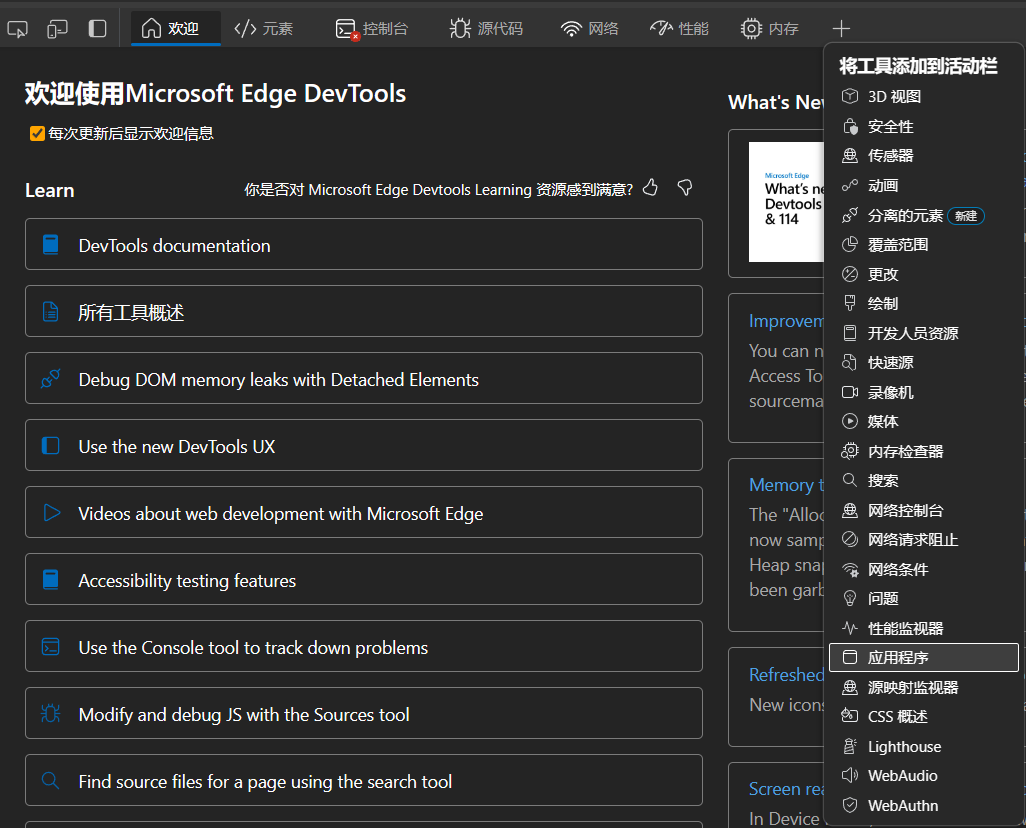 欢迎
元素
控制台
源代码
网络
性能
内存
欢迎使用Microsoft Edge DevTools
每次更新后显示欢迎信息
Learn
你是否对 Microsoft Edge Devtools Learning 资源感到满意?
DevTools documentation
所有工具概述
Debug DOM memory leaks with Detached Elements
Use the new DevTools UX
Videos about web development with Microsoft Edge
Accessibility testing features
Use the Console tool to track down problems
Modify and debug JS with the Sources tool
Find source files for a page using the search tool
What's
Microsoft Edge
What's
Devtools
& 114
You can
Access
Memory
The
now
Heap
been
Refreshed
New icons
Screen
In Device
将工具添加到活动栏
3D 视图
安全性
传感器
动画
分离的元素 新建
覆盖范围
更改
绘制
开发人员资源
快速源
录像机
媒体
内存检查器
搜索
网络控制台
网络请求阻止
网络条件
问题
性能监视器
应用程序
源映射监视器
CSS 概述
Lighthouse
WebAudio
WebAuthn